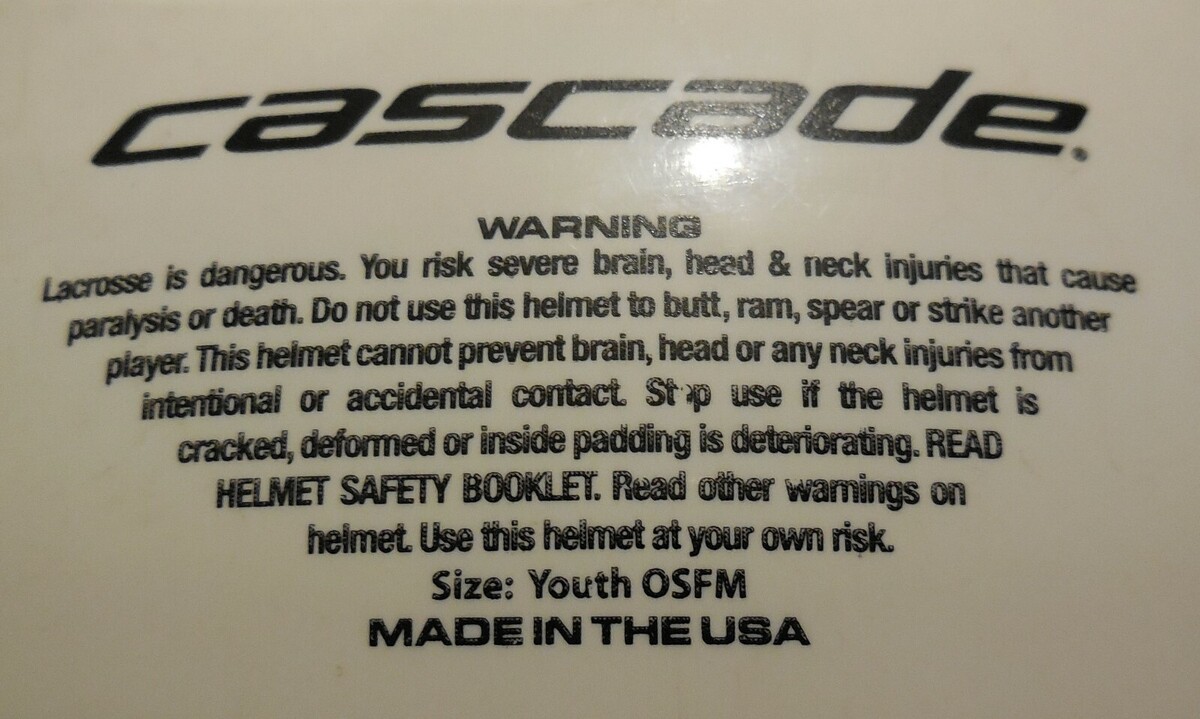 cascade.
WARNING
Lacrosse is dangerous. You risk severe brain, head & neck injuries that cause
paralysis or death. Do not use this helmet to butt, ram, spear or strike another
player. This helmet cannot prevent brain, head or any neck injuries from
intentional or accidental contact. Stop use if the helmet is
cracked, deformed or inside padding is deteriorating. READ
HELMET SAFETY BOOKLET. Read other warnings on
helmet. Use this helmet at your own risk.
Size: Youth OSFM
MADE IN THE USA